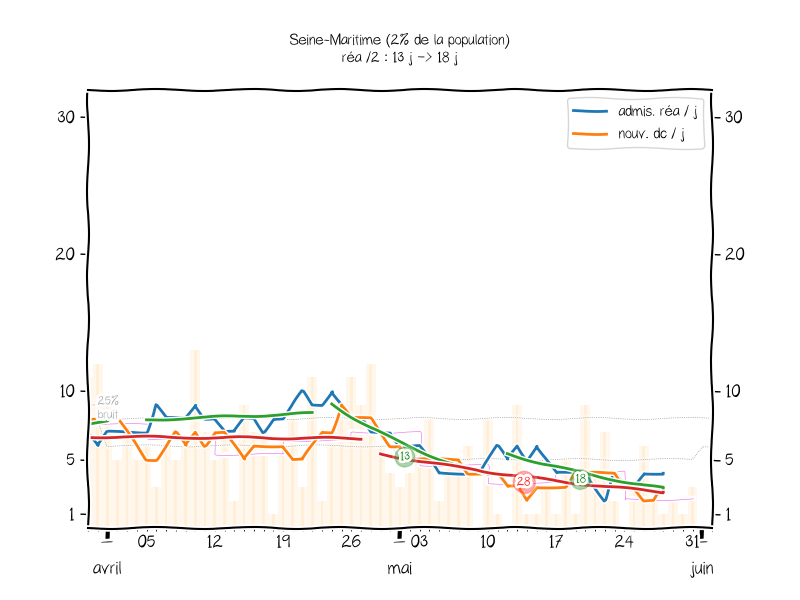 Seine-Maritime (2% de la population)
réa /2 : 13 j -> 18 j
admis. réa / j
nouv. dc / j
30
30
20
20
10
10
25%
bruit
5
5
13
28
18
1
1
05
12
19
26
03
10
17
24
31
avril
mai
juin